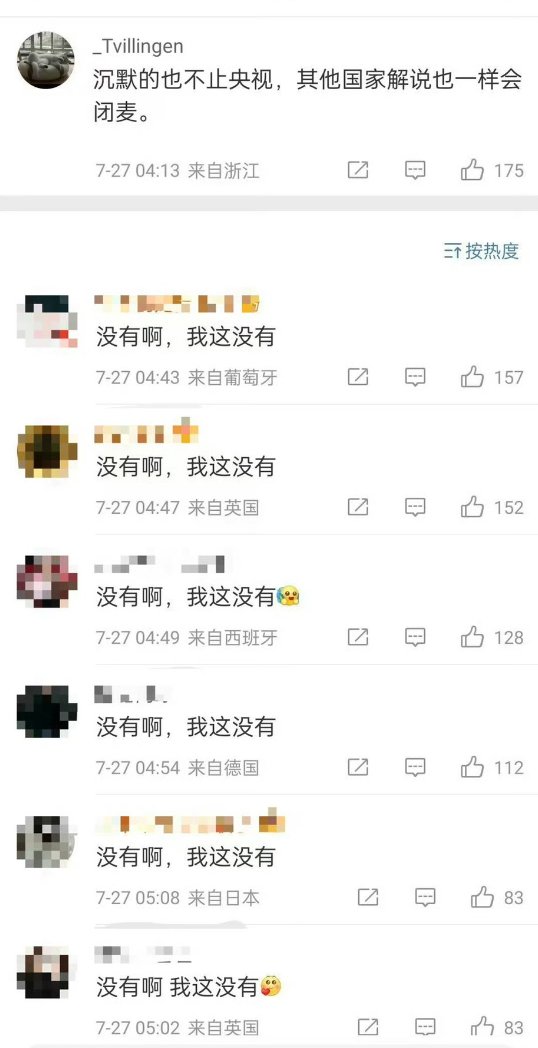 _Tvillingen
沉默的也不止央视，其他国家解说也一样会
闭麦。
7-27 04:13 来自浙江 175
按热度
没有啊，我这没有
7-27 04:43 来自葡萄牙 157
没有啊，我这没有
7-27 04:47 来自英国 152
没有啊，我这没有
7-27 04:49 来自西班牙 128
没有啊，我这没有
7-27 04:54 来自德国 112
没有啊，我这没有
7-27 05:08 来自日本 83
没有啊 我这没有
7-27 05:02 来自英国 83